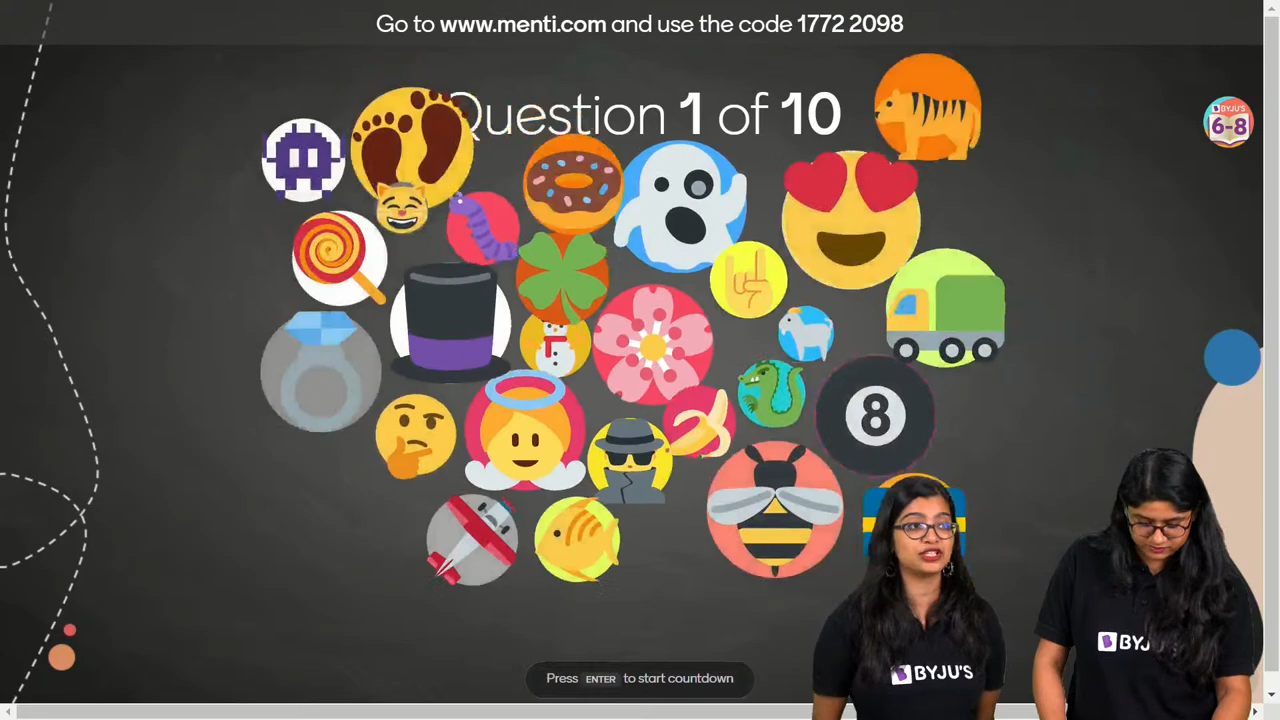 Go to www.menti.com and use the code 1772 2098
Question 1 of 10
BYJU'S
6-8
8
Press ENTER to start countdown
BYJU'S
BYJU